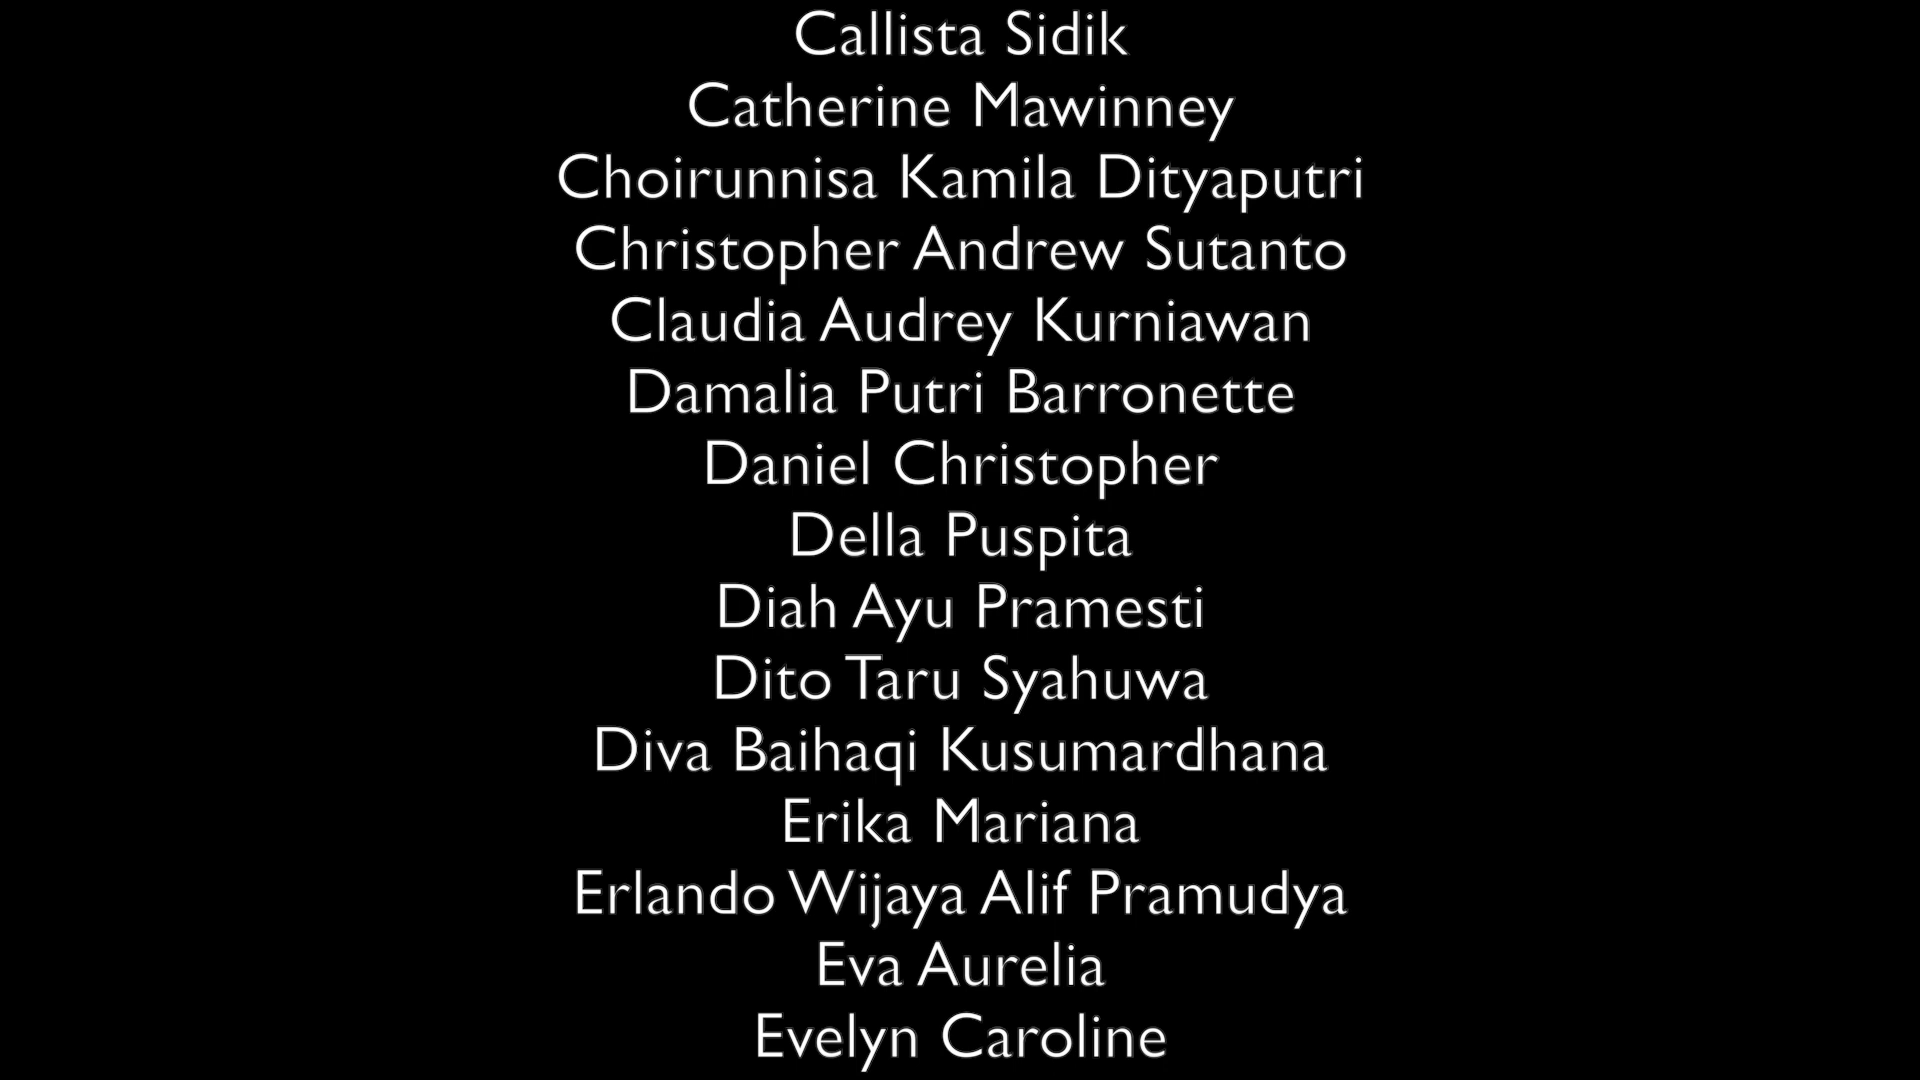 Callista Sidik
Catherine Mawinney
Choirunnisa Kamila Dityaputri
Christopher Andrew Sutanto
Claudia Audrey Kurniawan
Damalia Putri Barronette
Daniel Christopher
Della Puspita
Diah Ayu Pramesti
Dito Taru Syahuwa
Diva Baihaqi Kusumardhana
Erika Mariana
Erlando Wijaya Alif Pramudya
Eva Aurelia
Evelyn Caroline